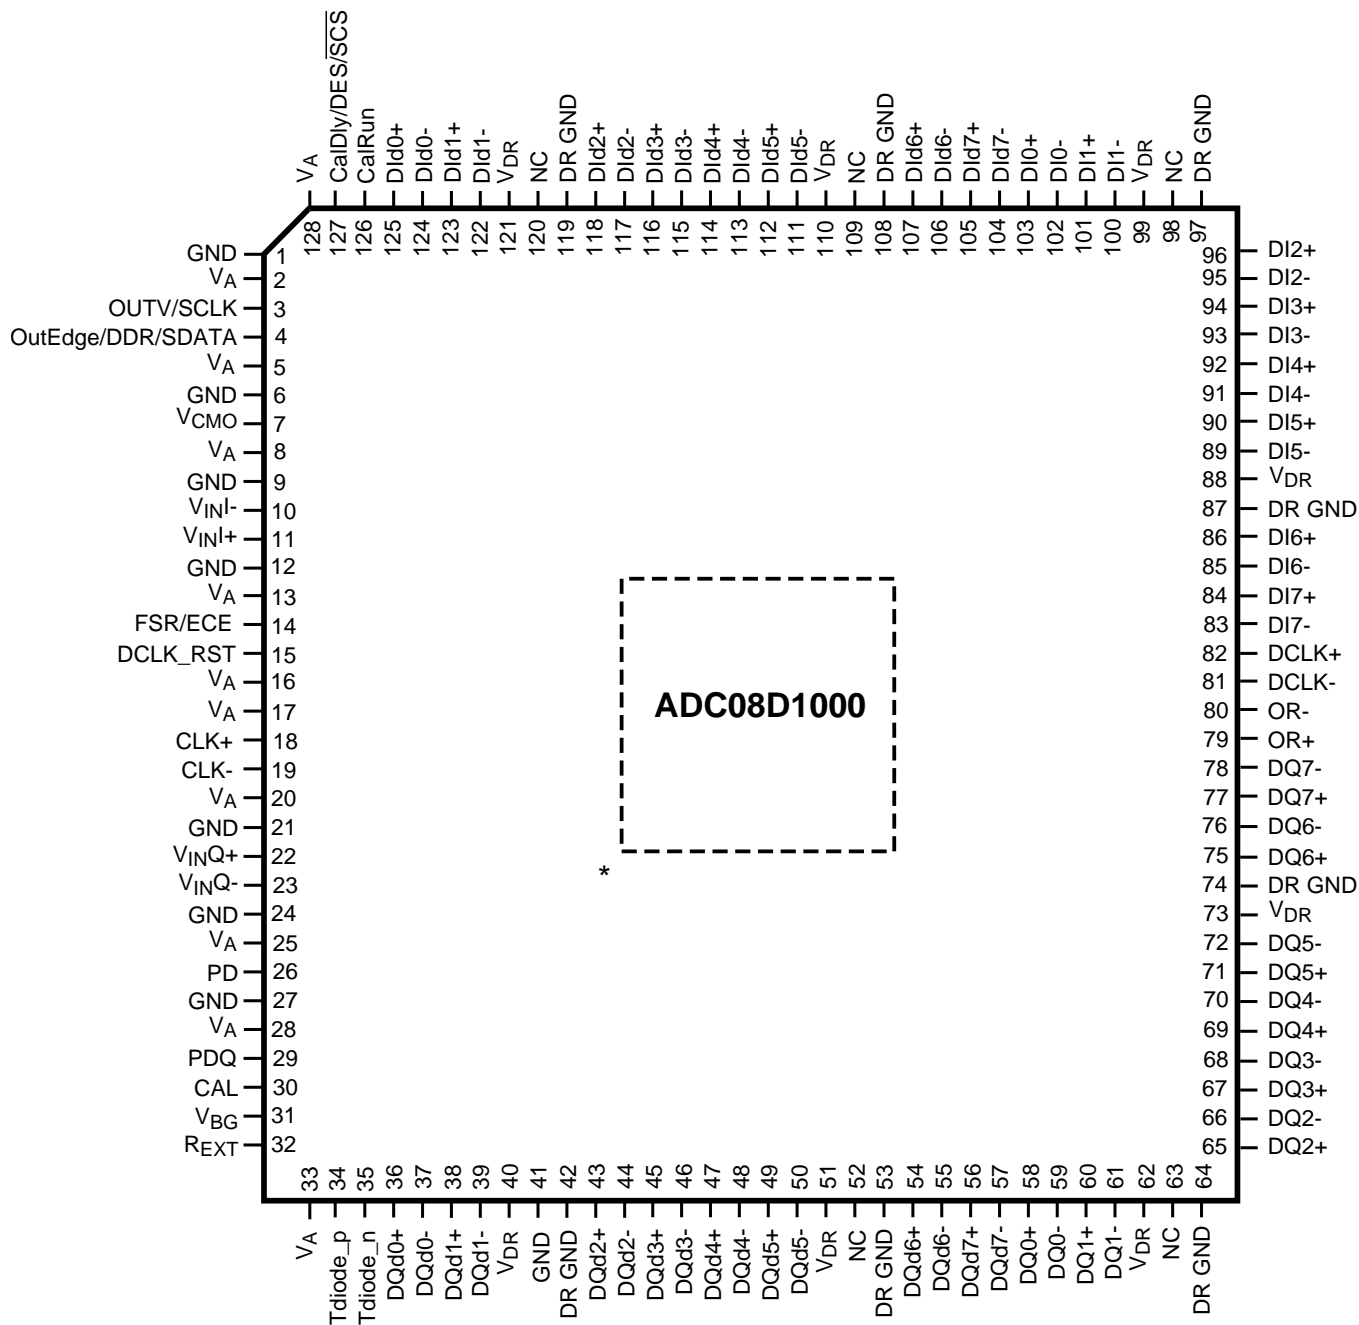 VA
CalDly/DES/SCS
CalRun
DId0+
DId0-
DId1+
DId1-
VDR
NC
DR GND
DId2+
DId2-
DId3+
DId3-
DId4+
DId4-
DId5+
DId5-
VDR
NC
DR GND
DId6+
DId6-
DId7+
DId7-
DI0+
DI0-
DI1+
DI1-
VDR
NC
DR GND
128
127
126
125
124
123
122
121
120
119
118
117
116
115
114
113
112
111
110
109
108
107
106
105
104
103
102
101
100
99
98
97
GND 1
VA 2
OUTV/SCLK 3
OutEdge/DDR/SDATA 4
VA 5
GND 6
VCMO 7
VA 8
GND 9
VINI- 10
VINI+ 11
GND 12
VA 13
FSR/ECE 14
DCLK_RST 15
VA 16
VA 17
CLK+ 18
CLK- 19
VA 20
GND 21
VINQ+ 22
VINQ- 23
GND 24
VA 25
PD 26
GND 27
VA 28
PDQ 29
CAL 30
VBG 31
REXT 32
ADC08D1000
*
96 DI2+
95 DI2-
94 DI3+
93 DI3-
92 DI4+
91 DI4-
90 DI5+
89 DI5-
88 VDR
87 DR GND
86 DI6+
85 DI6-
84 DI7+
83 DI7-
82 DCLK+
81 DCLK-
80 OR-
79 OR+
78 DQ7-
77 DQ7+
76 DQ6-
75 DQ6+
74 DR GND
73 VDR
72 DQ5-
71 DQ5+
70 DQ4-
69 DQ4+
68 DQ3-
67 DQ3+
66 DQ2-
65 DQ2+
33
34
35
36
37
38
39
40
41
42
43
44
45
46
47
48
49
50
51
52
53
54
55
56
57
58
59
60
61
62
63
64
VA
Tdiode_p
Tdiode_n
DQd0+
DQd0-
DQd1+
DQd1-
VDR
GND
DR GND
DQd2+
DQd2-
DQd3+
DQd3-
DQd4+
DQd4-
DQd5+
DQd5-
VDR
NC
DR GND
DQd6+
DQd6-
DQd7+
DQd7-
DQ0+
DQ0-
DQ1+
DQ1-
VDR
NC
DR GND